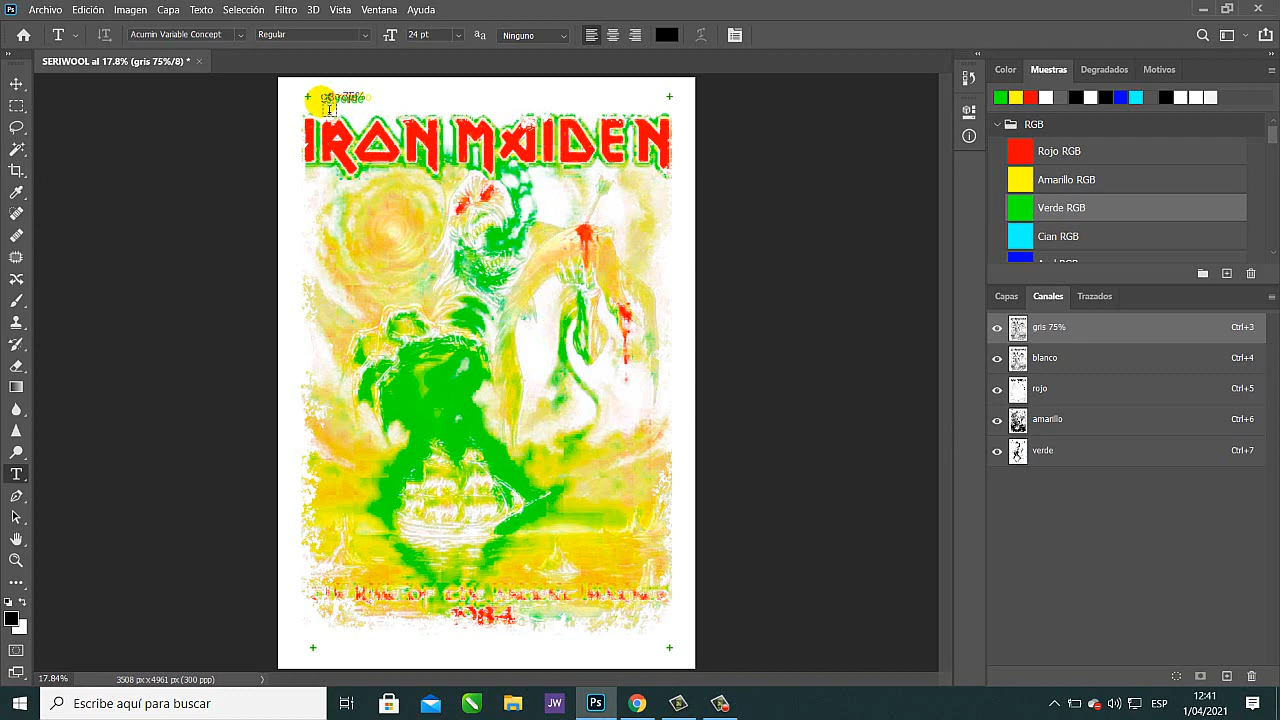 Ps Archivo Edición Imagen Capa Texto Selección Filtro 3D Vista Ventana Ayuda
T Acumin Variable Concept Regular 24 pt Ninguno
SERIWOOL al 17.8% (gris 75%/8) * ×
Color Muestras Degradados Motivos
RGB
Rojo RGB
Amarillo RGB
Verde RGB
Cian RGB
Capas Canales Trazados
gris 75% Ctrl+3
blanco Ctrl+4
rojo Ctrl+5
amarillo Ctrl+6
verde Ctrl+7
IRON MAIDEN
17.84% 3508 px x 4961 px (300 ppp)
Escribe aquí para buscar
JW
Ps
ESP
12:41
1/04/2021